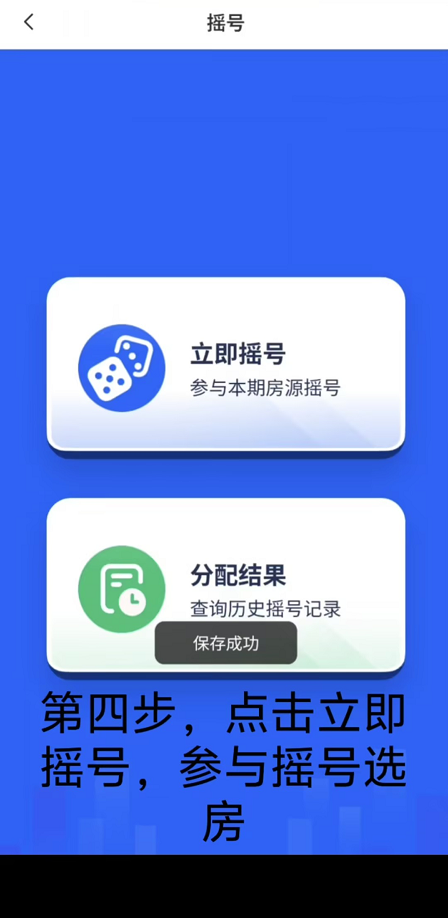 摇号
立即摇号
参与本期房源摇号
分配结果
查询历史摇号记录
保存成功
第四步，点击立即
摇号，参与摇号选
房